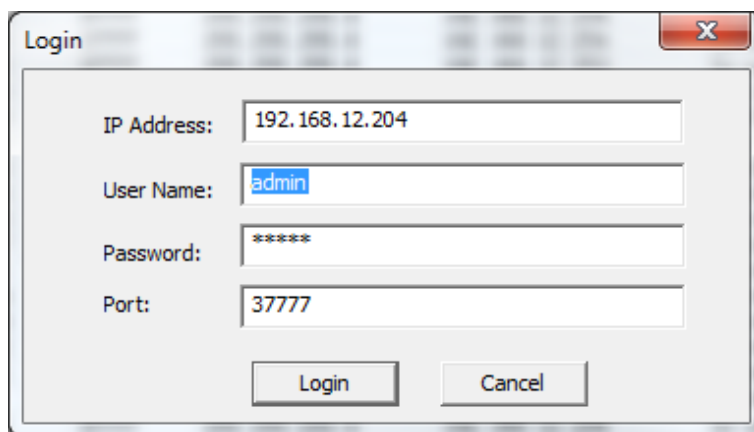 Login
X
IP Address: 192.168.12.204
User Name: admin
Password: *****
Port: 37777
Login Cancel